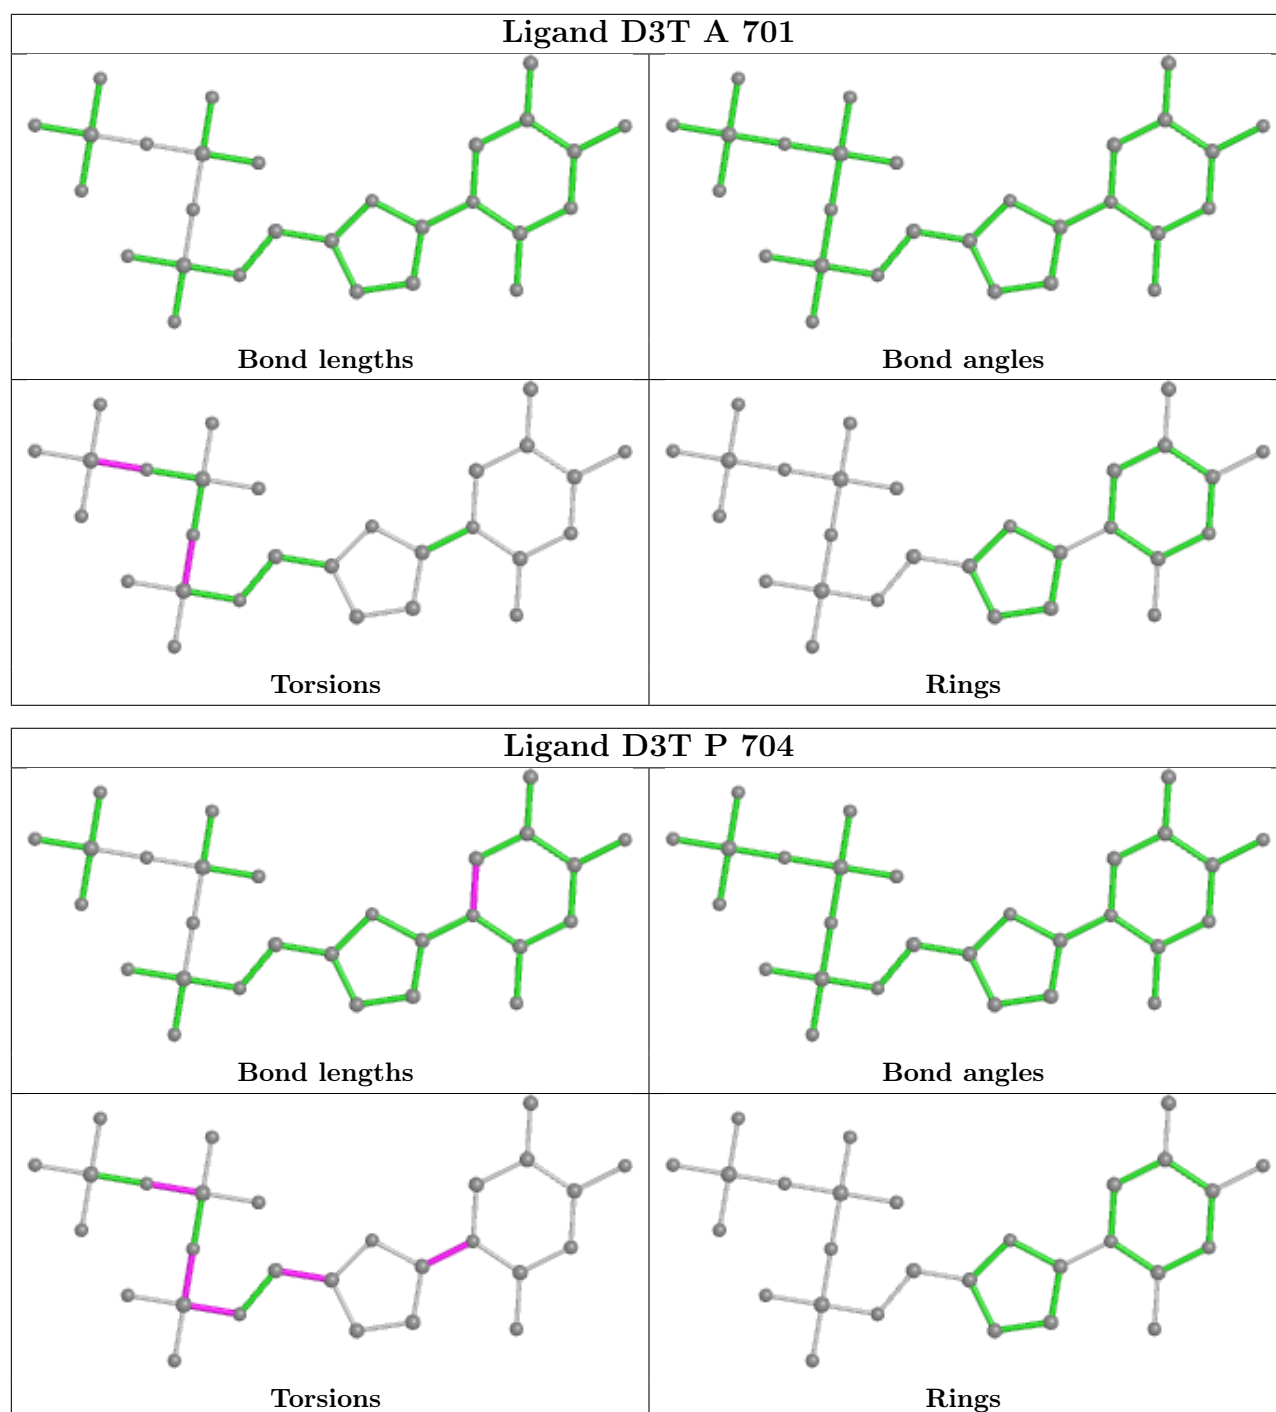 Ligand D3T A 701
Bond lengths
Bond angles
Torsions
Rings
Ligand D3T P 704
Bond lengths
Bond angles
Torsions
Rings